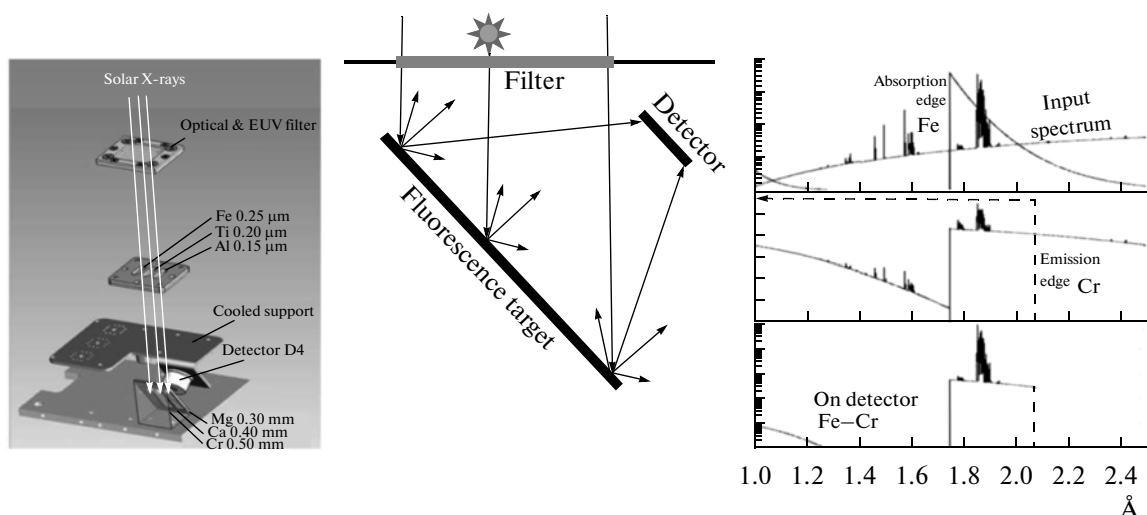 Solar X-rays
Optical & EUV filter
Fe 0.25 μm
Ti 0.20 μm
Al 0.15 μm
Cooled support
Detector D4
Mg 0.30 mm
Ca 0.40 mm
Cr 0.50 mm
Filter
Detector
Fluorescence target
Absorption
edge
Fe
Input
spectrum
Emission
edge Cr
On detector
Fe–Cr
1.0 1.2 1.4 1.6 1.8 2.0 2.2 2.4
Å